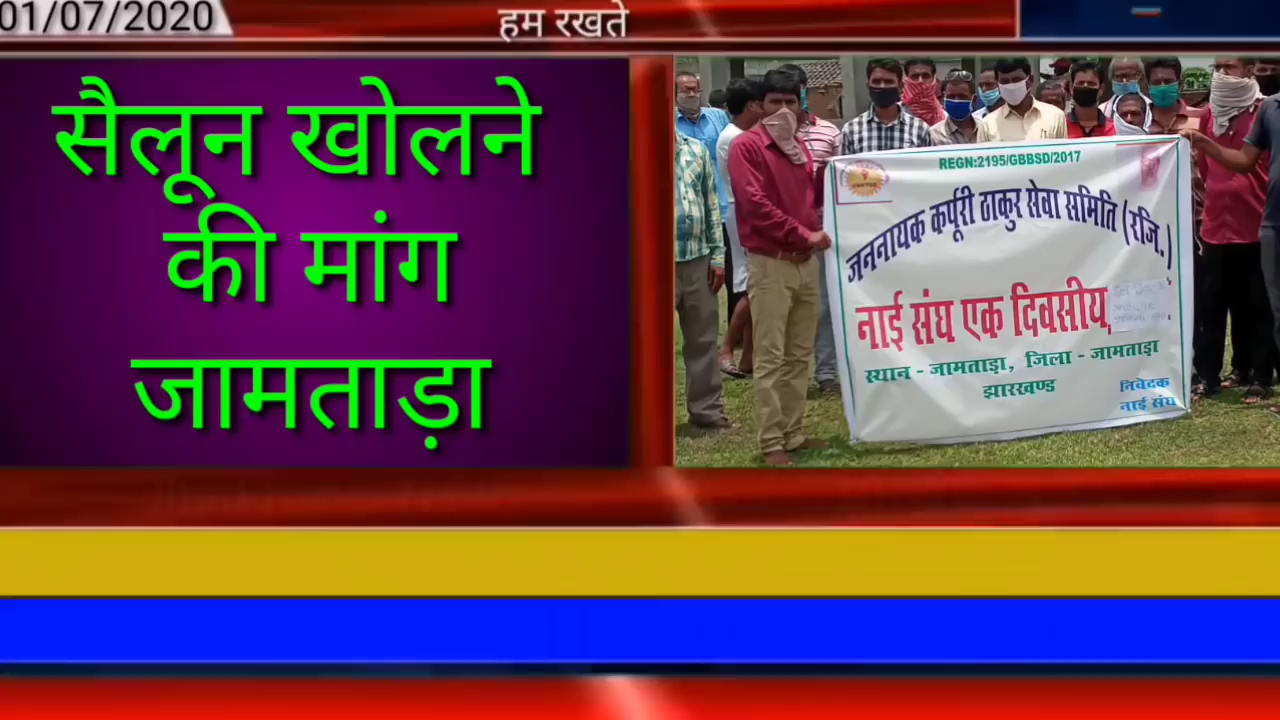 01/07/2020
हम रखते
सैलून खोलने
की मांग
जामताड़ा
REGN:2195/GBBSD/2017
जननायक कर्पूरी ठाकुर सेवा समिति (रजि.)
नाई संघ एक दिवसीय
स्थान - जामताड़ा, जिला - जामताड़ा
झारखण्ड
निवेदक
नाई संघ